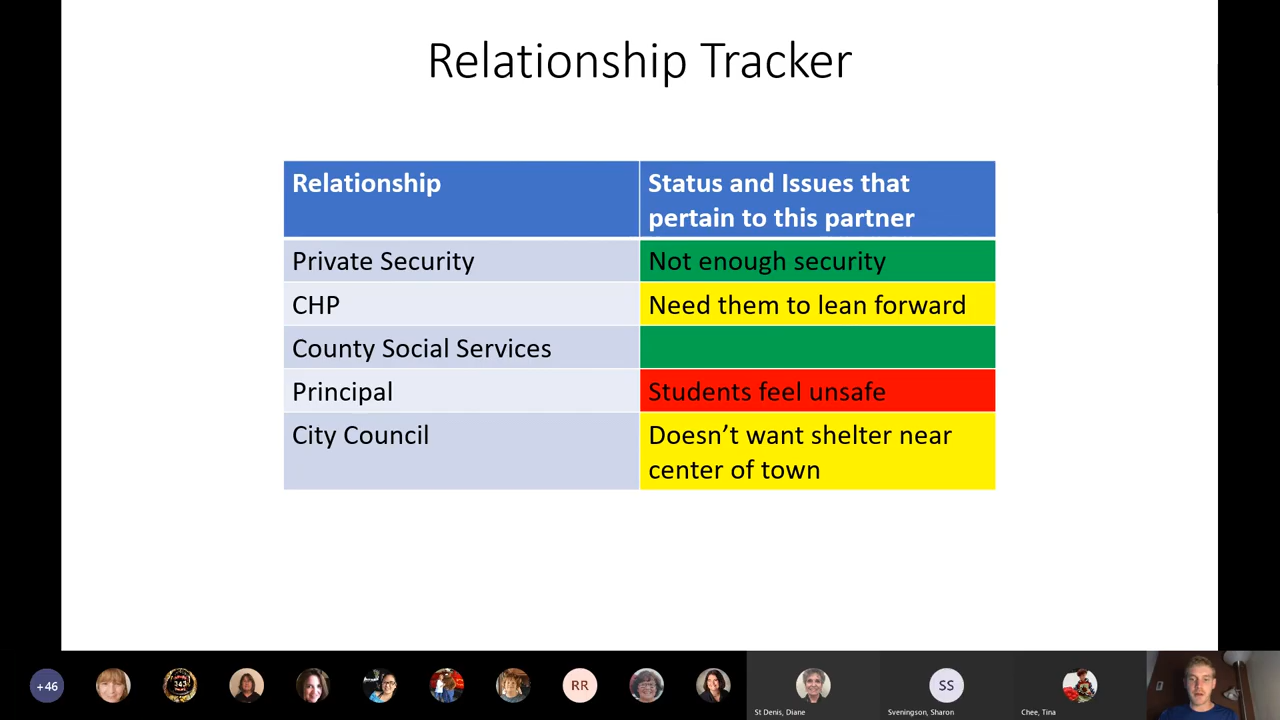 Relationship Tracker
Relationship
Status and Issues that
pertain to this partner
Private Security
Not enough security
CHP
Need them to lean forward
County Social Services
Principal
Students feel unsafe
City Council
Doesn’t want shelter near
center of town
+46
343
RR
SS
St Denis, Diane
Sveningson, Sharon
Chee, Tina